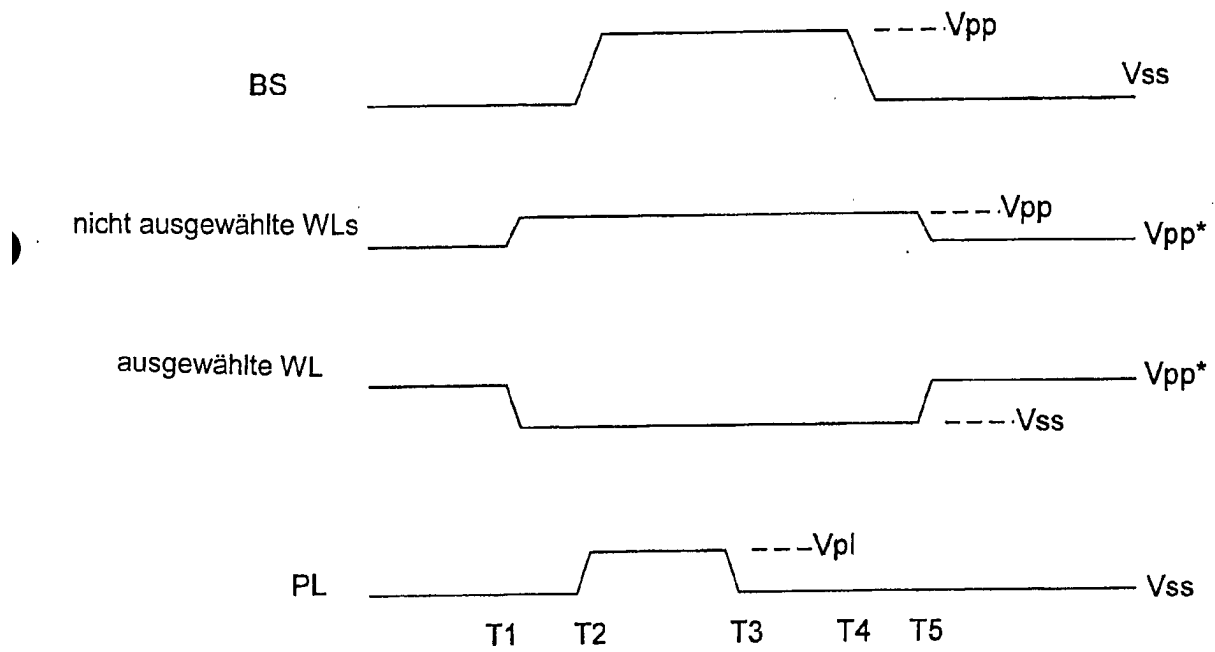 Vpp
BS
Vss
nicht ausgewählte WLs
Vpp
Vpp*
ausgewählte WL
Vpp*
Vss
PL
Vpl
Vss
T1 T2 T3 T4 T5